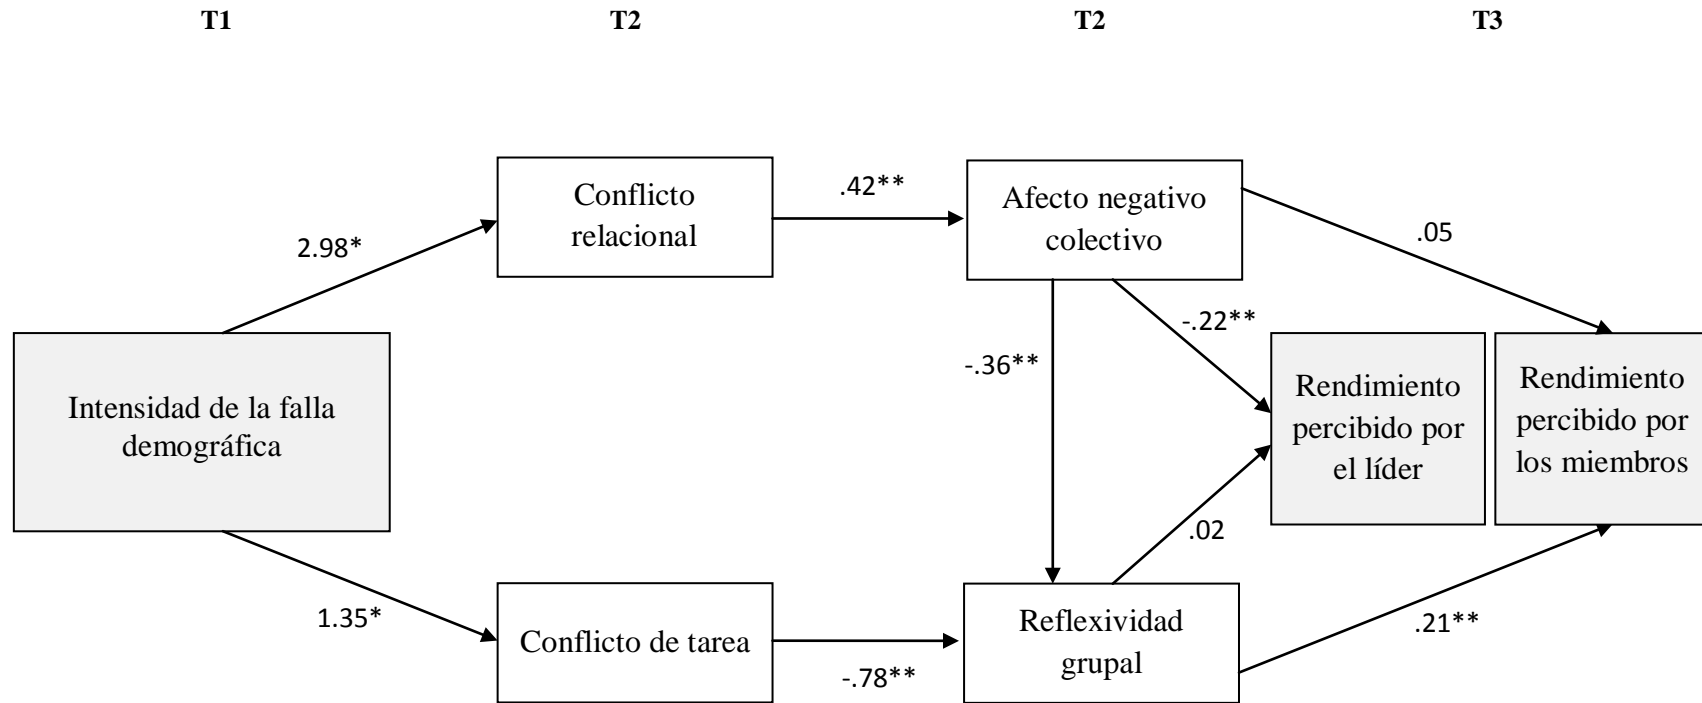 T1
T2
T2
T3
Conflicto
relacional
.42**
Afecto negativo
colectivo
.05
2.98*
-.22**
-.36**
Intensidad de la falla
demográfica
Rendimiento
percibido por
el líder
Rendimiento
percibido por
los miembros
.02
1.35*
Conflicto de tarea
-.78**
Reflexividad
grupal
.21**